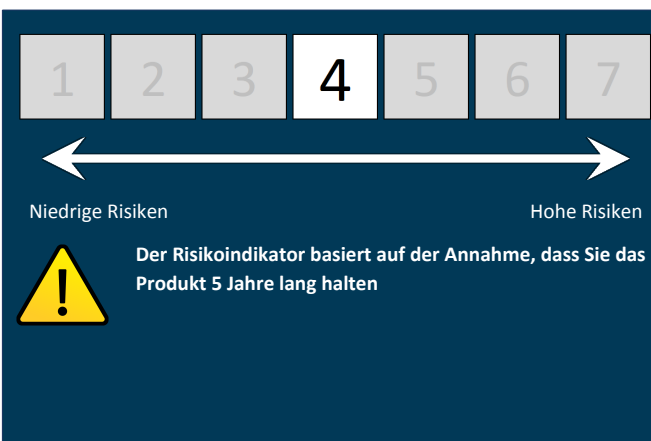 1 2 3 4 5 6 7
Niedrige Risiken Hohe Risiken
Der Risikoindikator basiert auf der Annahme, dass Sie das
Produkt 5 Jahre lang halten